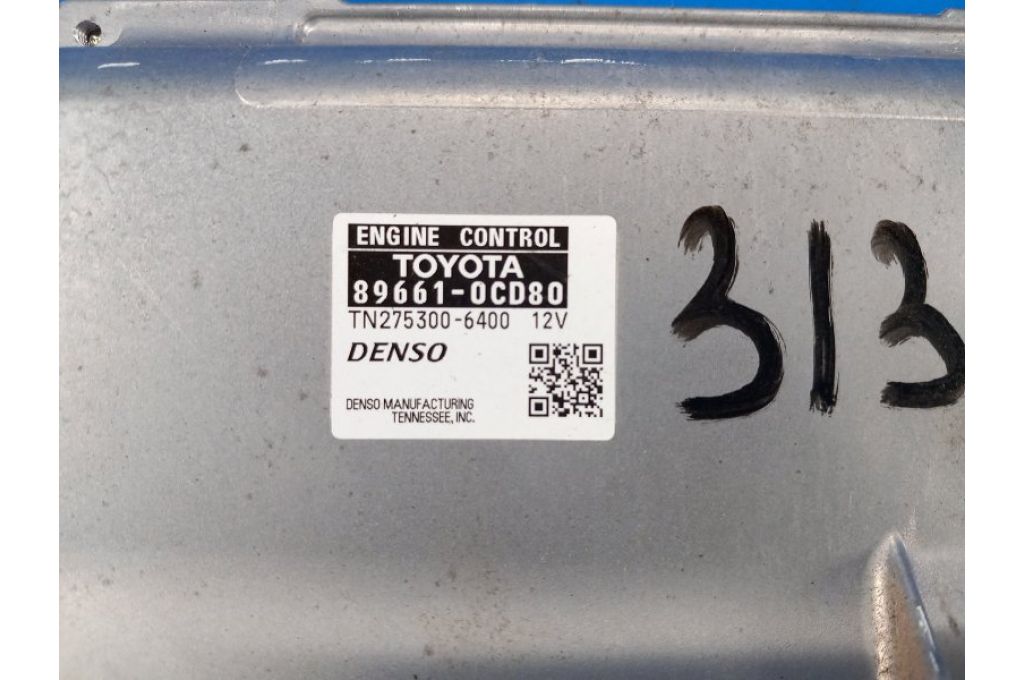 ENGINE CONTROL
TOYOTA
89661-0CD80
TN275300-6400 12V
DENSO
DENSO MANUFACTURING
TENNESSEE, INC.
313